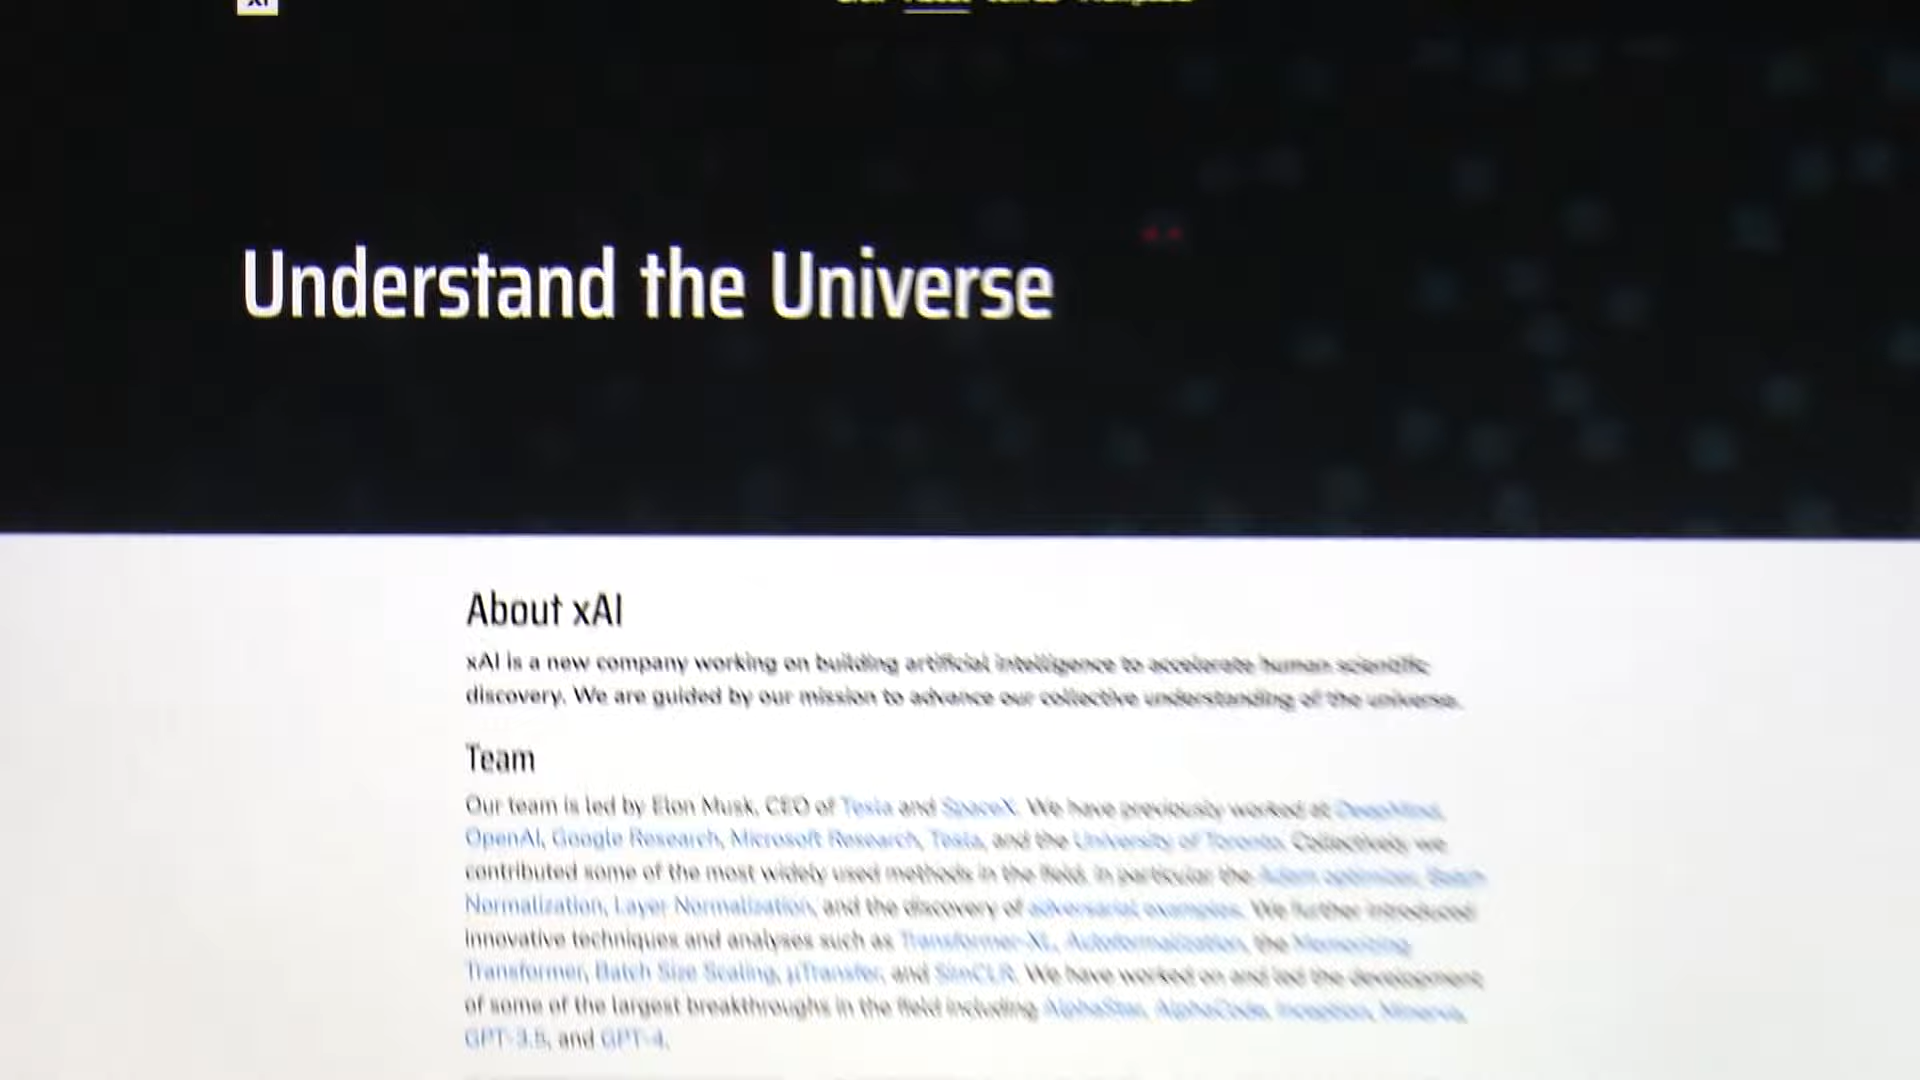 xAI
Grok About Careers
Understand the Universe
About xAI
xAI is a new company working on building artificial intelligence to accelerate human scientific
discovery. We are guided by our mission to advance our collective understanding of the universe.
Team
Our team is led by Elon Musk, CEO of Tesla and SpaceX. We have previously worked at DeepMind,
OpenAI, Google Research, Microsoft Research, Tesla, and the University of Toronto. Collectively we
contributed some of the most widely used methods in the field, in particular the Adam optimizer, Batch
Normalization, Layer Normalization, and the discovery of adversarial examples. We further introduced
innovative techniques and analyses such as Transformer-XL, Autoformalization, the Memorizing
Transformer, Batch Size Scaling, μTransfer, and SimCLR. We have worked on and led the development
of some of the largest breakthroughs in the field including AlphaStar, AlphaCode, Inception, Minerva,
GPT-3.5, and GPT-4.